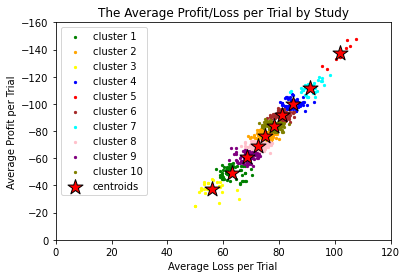 The Average Profit/Loss per Trial by Study
−160
−140
−120
−100
−80
−60
−40
−20
0
Average Profit per Trial
cluster 1
cluster 2
cluster 3
cluster 4
cluster 5
cluster 6
cluster 7
cluster 8
cluster 9
cluster 10
centroids
0 20 40 60 80 100 120
Average Loss per Trial